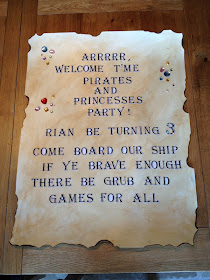 ARRRRR,
WELCOME T'ME
PIRATES
AND
PRINCESSES
PARTY!
RIAN BE TURNING 3
COME BOARD OUR SHIP
IF YE BRAVE ENOUGH
THERE BE GRUB AND
GAMES FOR ALL